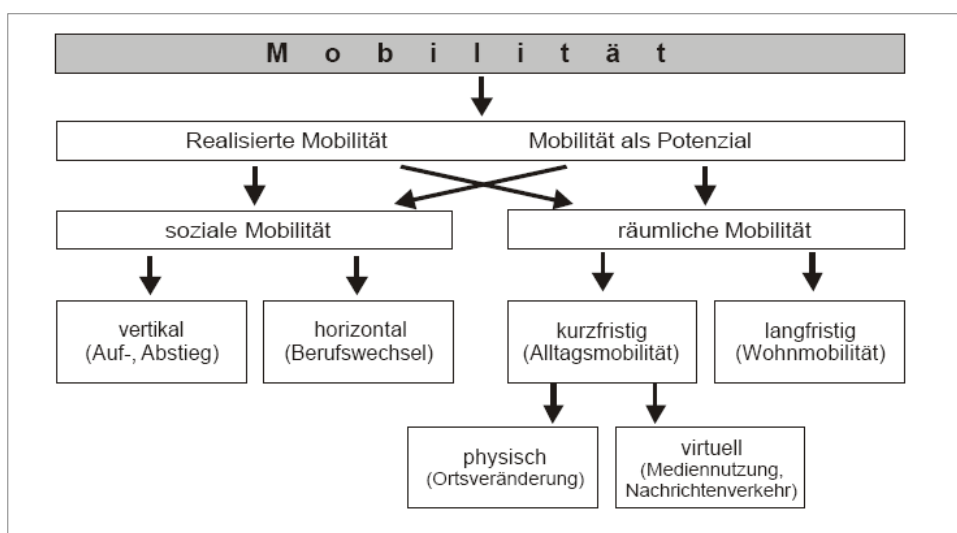 Mobilität
Realisierte Mobilität Mobilität als Potenzial
soziale Mobilität räumliche Mobilität
vertikal
(Auf-, Abstieg)
horizontal
(Berufswechsel)
kurzfristig
(Alltagsmobilität)
langfristig
(Wohnmobilität)
physisch
(Ortsveränderung)
virtuell
(Mediennutzung,
Nachrichtenverkehr)